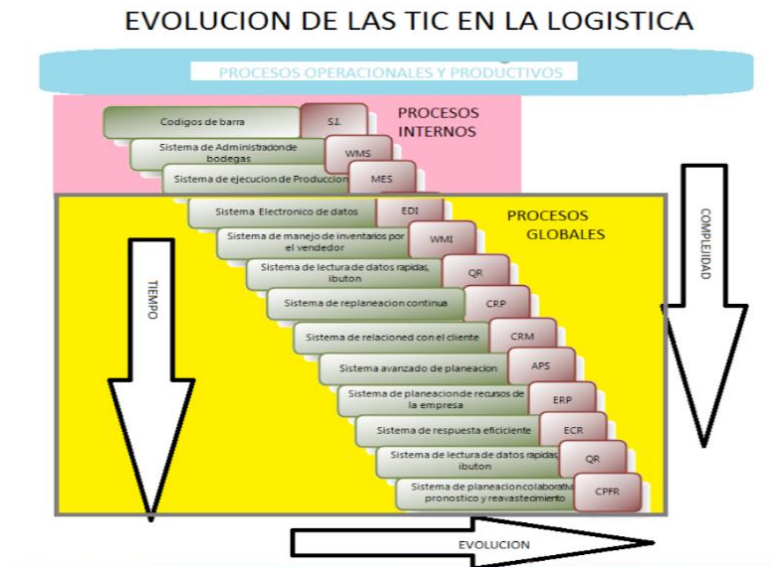 EVOLUCION DE LAS TIC EN LA LOGISTICA
PROCESOS OPERACIONALES Y PRODUCTIVOS
PROCESOS
INTERNOS
Codigos de barra
S.I.
Sistema de Administradonde
bodegas
WMS
Sistema de ejecucion de Produccion
MES
PROCESOS
GLOBALES
Sistema Electronico de datos
EDI
Sistema de manejo de inventarios por
el vendedor
WMI
Sistema de lectura de datos rapidas,
ibuton
QR
Sistema de replaneacion continua
CRP
Sistema de relacioned con el cliente
CRM
Sistema avanzado de planeacion
APS
Sistema de planeacionde recursos de
la empresa
ERP
Sistema de respuesta eficiciente
ECR
Sistema de lectura de datos rapidas,
ibuton
QR
Sistema de planeacion colaborativa
pronostico y reavastecimiento
CPFR
TIEMPO
COMPLEJIDAD
EVOLUCION